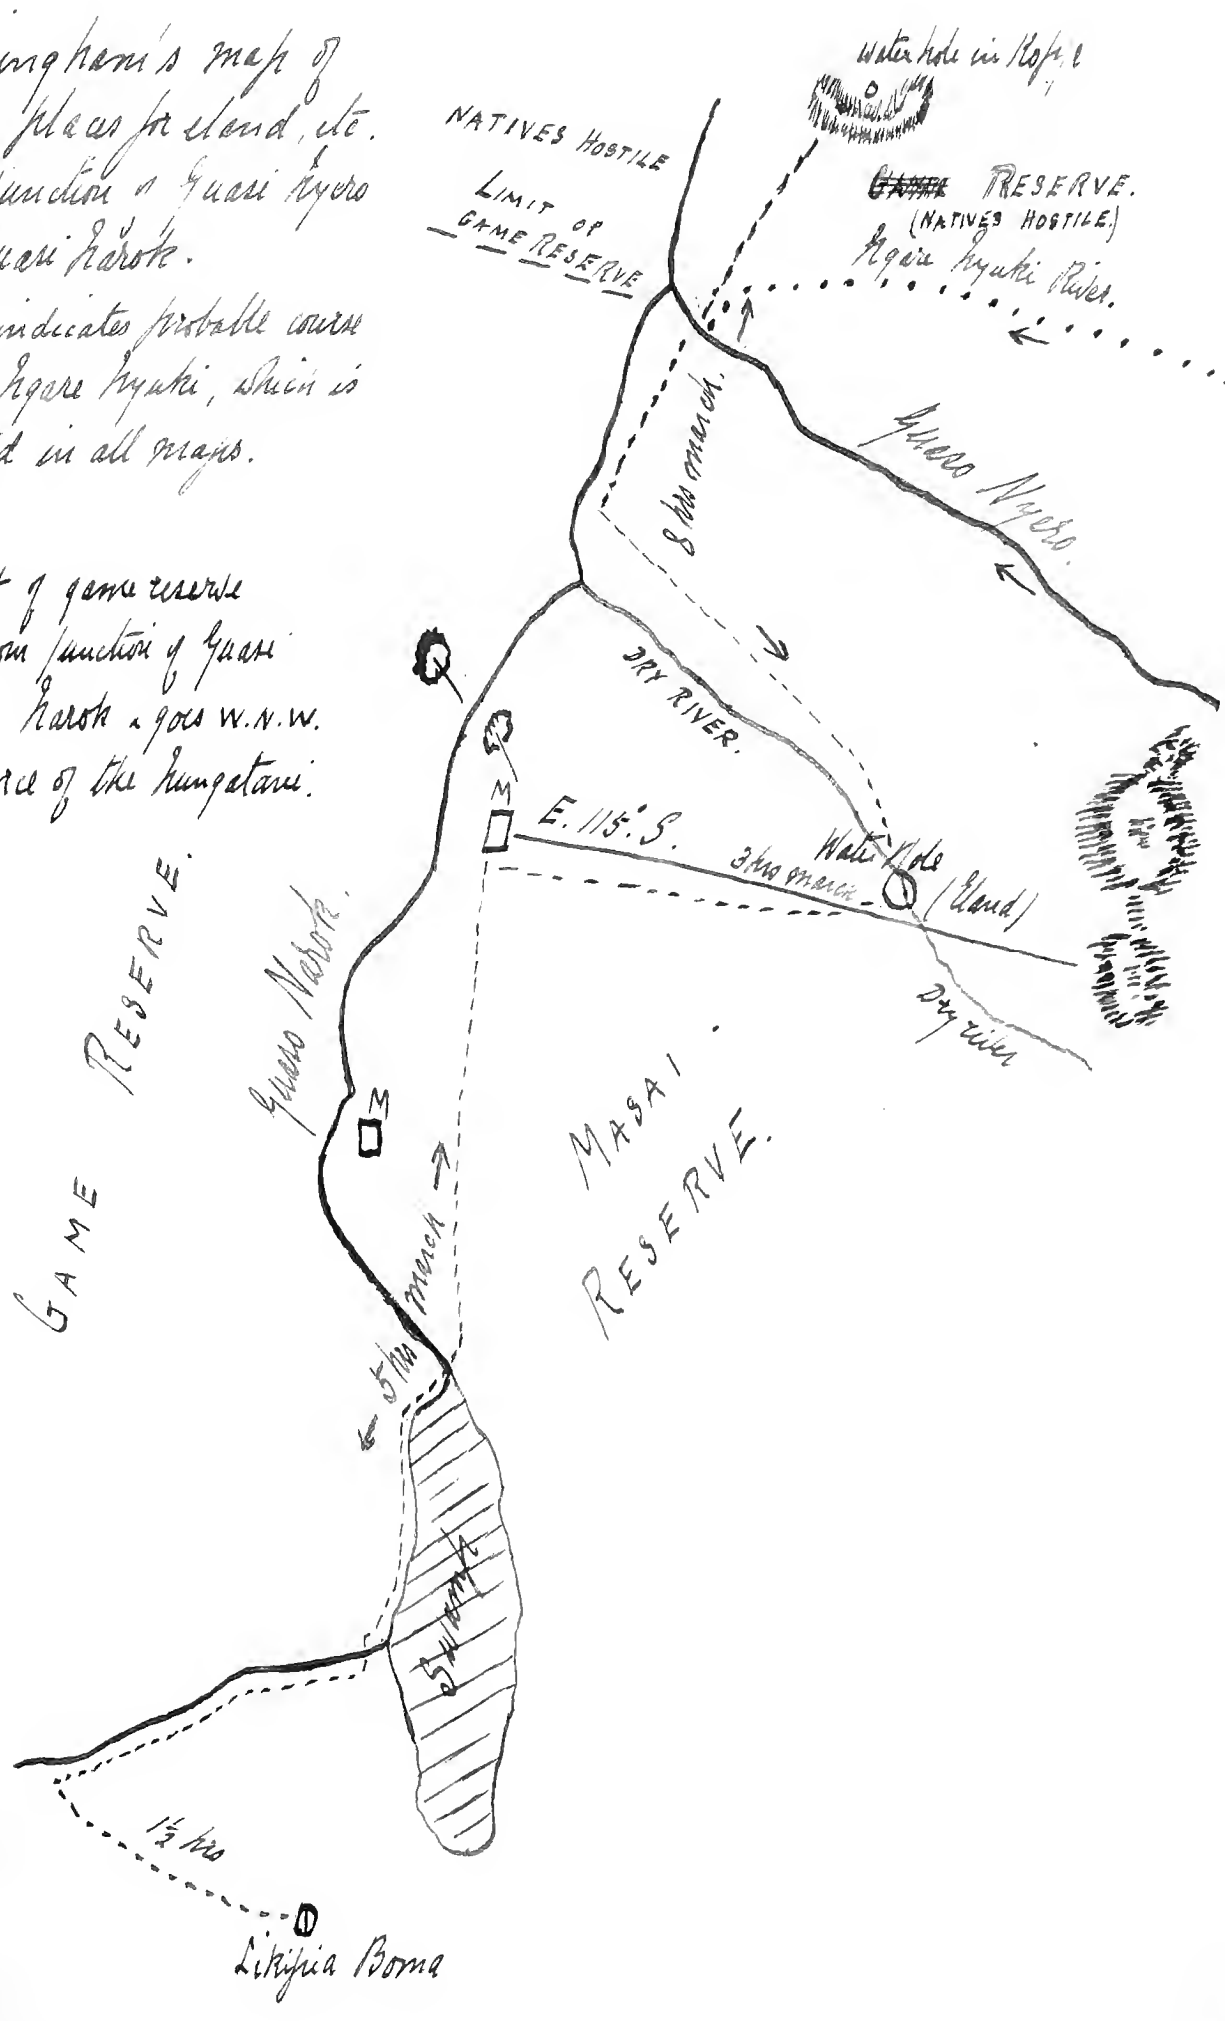 ingham's map of
places for eland, etc.
unction of Guasi Nyero
uasi Narok.
indicates probable course
Ngare Nyuki, which is
d in all maps.
t of game reserve
om junction of Guasi
Narok & goes W.N.W.
rce of the Nungatavi.
Water hole in Kopje
NATIVES HOSTILE
LIMIT OF
GAME RESERVE
GAME RESERVE.
(NATIVES HOSTILE.)
Ngare Nyuki River.
8 hrs march.
Guaso Nyero.
DRY RIVER.
M
E. 115° S.
3 hrs march
Water Hole
(Eland)
Dry river
GAME RESERVE.
Guaso Narok.
M
MASAI
RESERVE.
5 hrs march
Swamp
1½ hrs
Likipia Boma